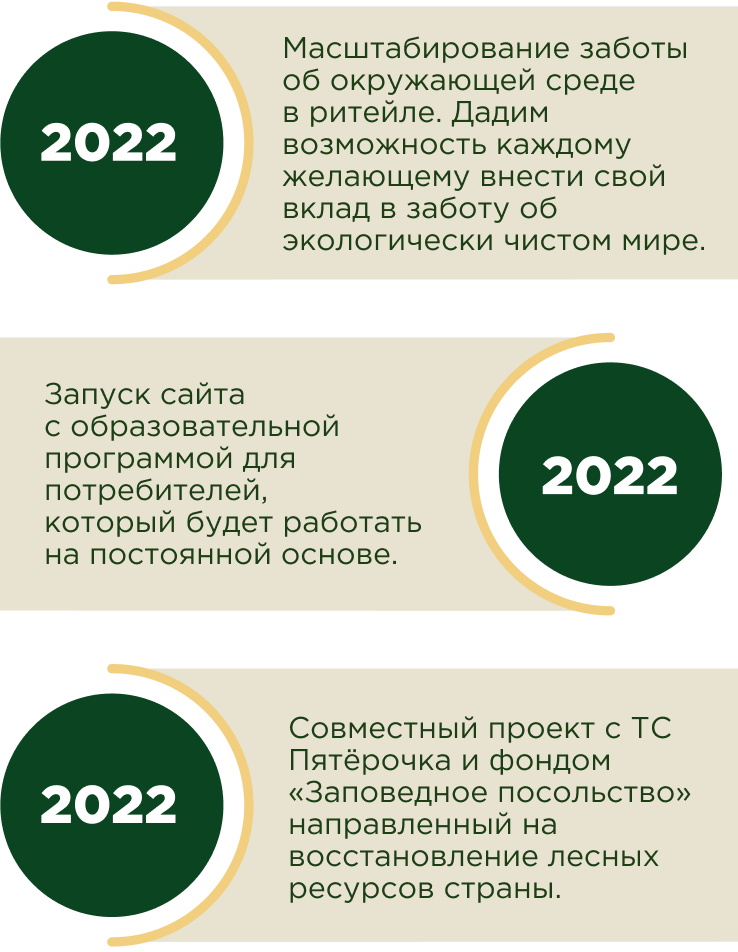 2022
Масштабирование заботы
об окружающей среде
в ритейле. Дадим
возможность каждому
желающему внести свой
вклад в заботу об
экологически чистом мире.
Запуск сайта
с образовательной
программой для
потребителей,
который будет работать
на постоянной основе.
2022
2022
Совместный проект с ТС
Пятёрочка и фондом
«Заповедное посольство»
направленный на
восстановление лесных
ресурсов страны.